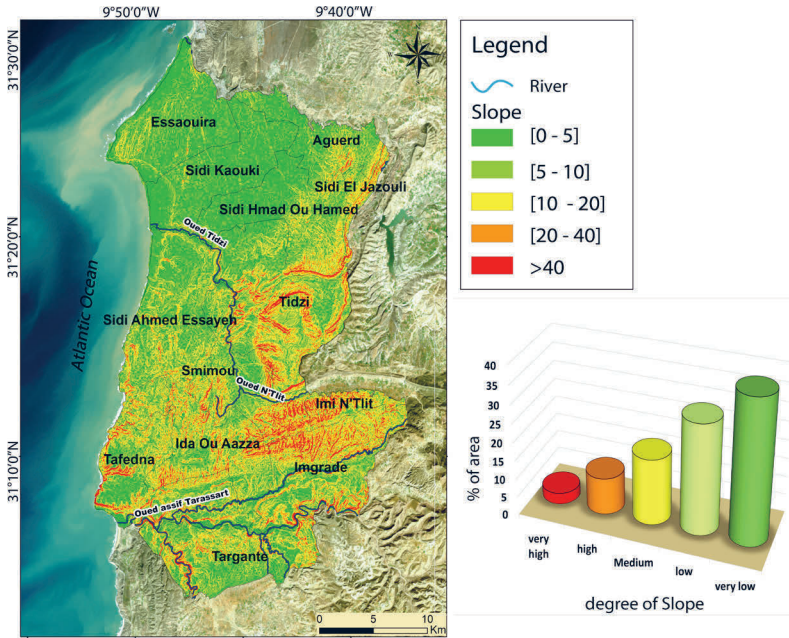 9°50'0"W
9°40'0"W
31°30'0"N
31°20'0"N
31°10'0"N
N
Essaouira
Aguerd
Sidi Kaouki
Sidi El Jazouli
Sidi Hmad Ou Hamed
Oued Tidzi
Atlantic Ocean
Tidzi
Sidi Ahmed Essayeh
Smimou
Oued N'Tlit
Imi N'Tlit
Ida Ou Aazza
Tafedna
Imgrade
Oued assif Tarassart
Targante
0
5
10
Km
Legend
River
Slope
[0 - 5]
[5 - 10]
[10 - 20]
[20 - 40]
>40
% of area
40
35
30
25
20
15
10
5
0
very
high
high
Medium
low
very low
degree of Slope